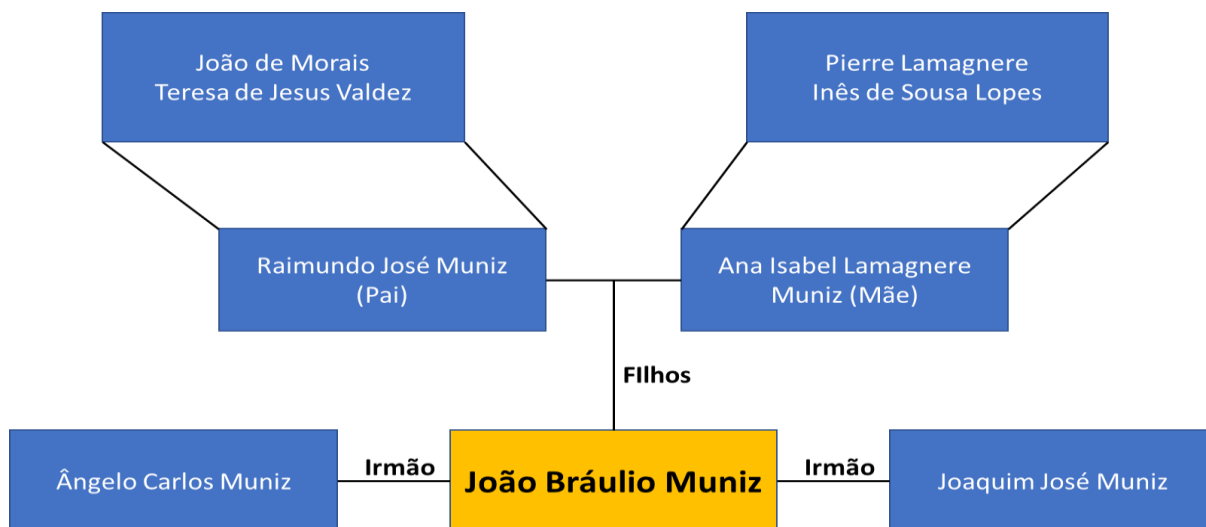 João de Morais
Teresa de Jesus Valdez
Pierre Lamagnere
Inês de Sousa Lopes
Raimundo José Muniz
(Pai)
Ana Isabel Lamagnere
Muniz (Mãe)
FIlhos
Ângelo Carlos Muniz
Irmão
João Bráulio Muniz
Irmão
Joaquim José Muniz